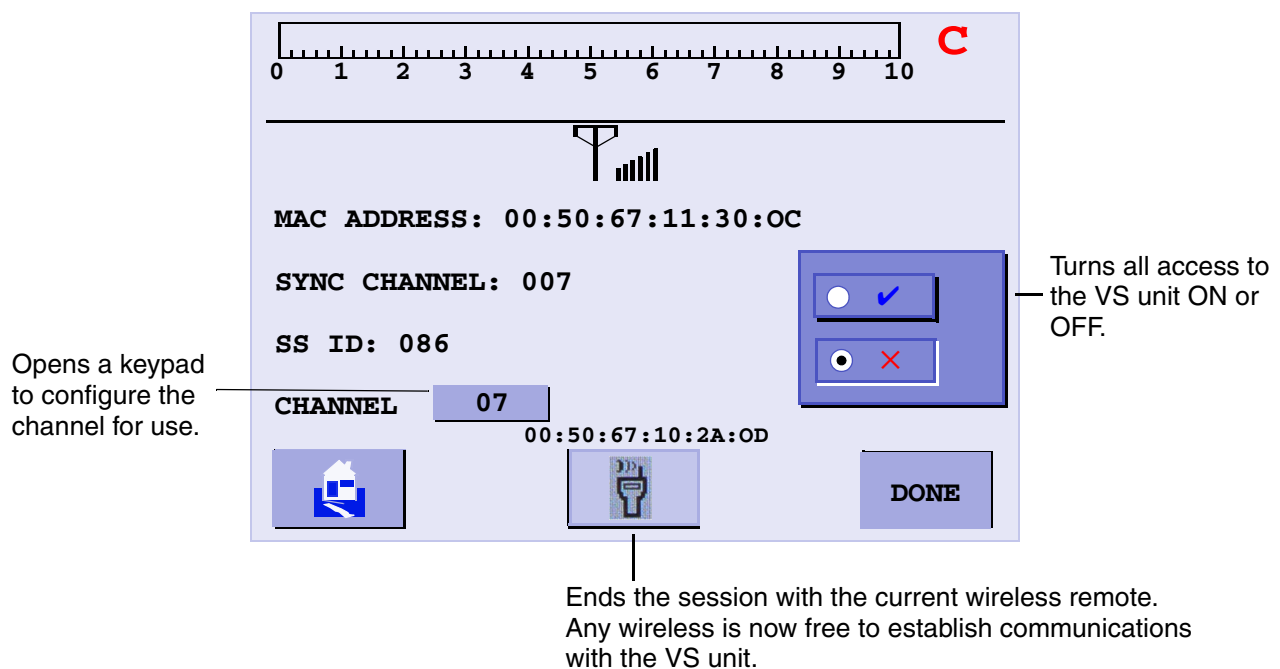 C
0 1 2 3 4 5 6 7 8 9 10
MAC ADDRESS: 00:50:67:11:30:OC
SYNC CHANNEL: 007
SS ID: 086
CHANNEL 07
00:50:67:10:2A:OD
DONE
Turns all access to
the VS unit ON or
OFF.
Opens a keypad
to configure the
channel for use.
Ends the session with the current wireless remote.
Any wireless is now free to establish communications
with the VS unit.